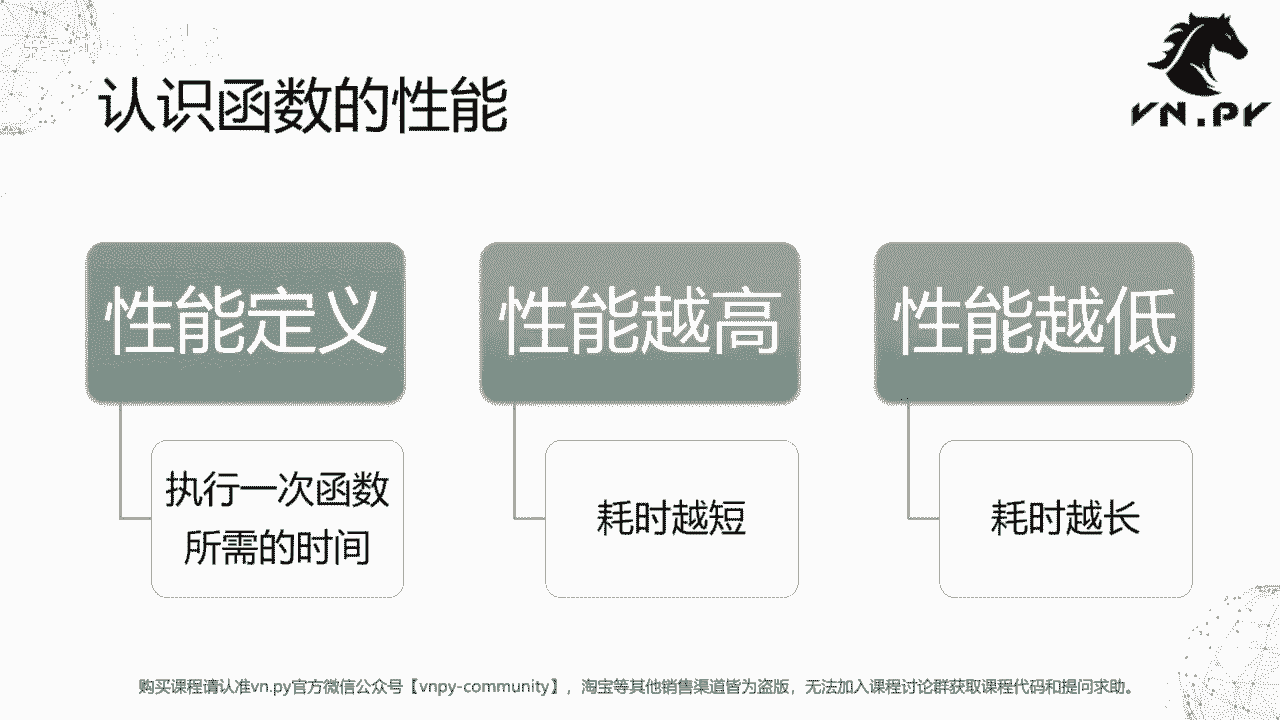 认识函数的性能
VN.PY
性能定义
性能越高
性能越低
执行一次函数
所需的时间
耗时越短
耗时越长
购买课程请认准vn.py官方微信公众号【vnpy-community】，淘宝等其他销售渠道皆为盗版，无法加入课程讨论群获取课程代码和提问求助。